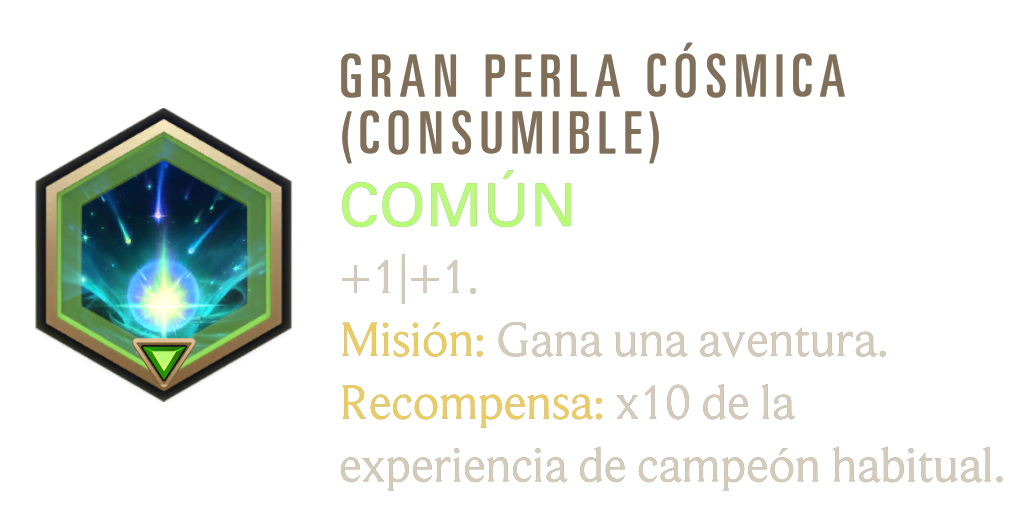 GRAN PERLA CÓSMICA
(CONSUMIBLE)
COMÚN
+1|+1.
Misión: Gana una aventura.
Recompensa: x10 de la
experiencia de campeón habitual.